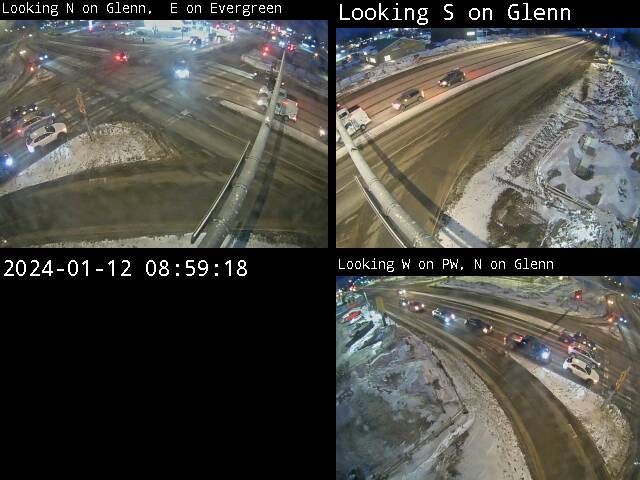 Looking N on Glenn,  E on Evergreen
Looking S on Glenn
2024-01-12 08:59:18
Looking W on PW, N on Glenn